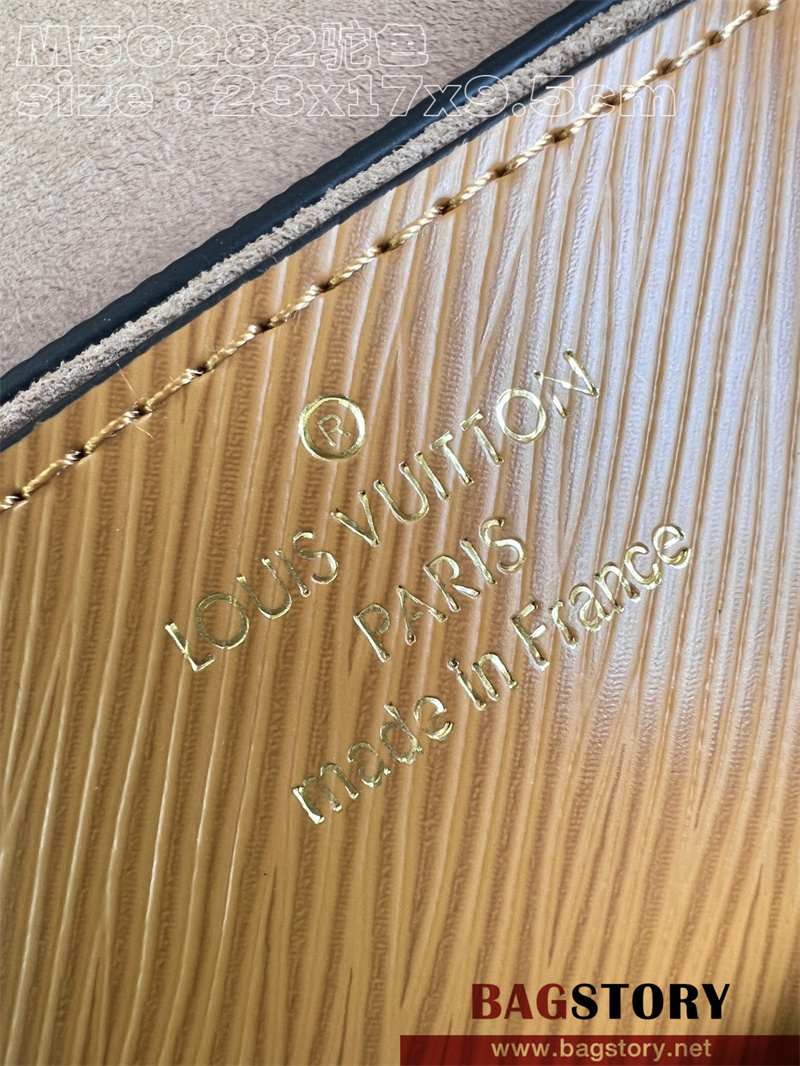 M50282驼色
size：23x17x9.5cm
®
LOUIS VUITTON
PARIS
made in France
BAGSTORY
www.bagstory.net